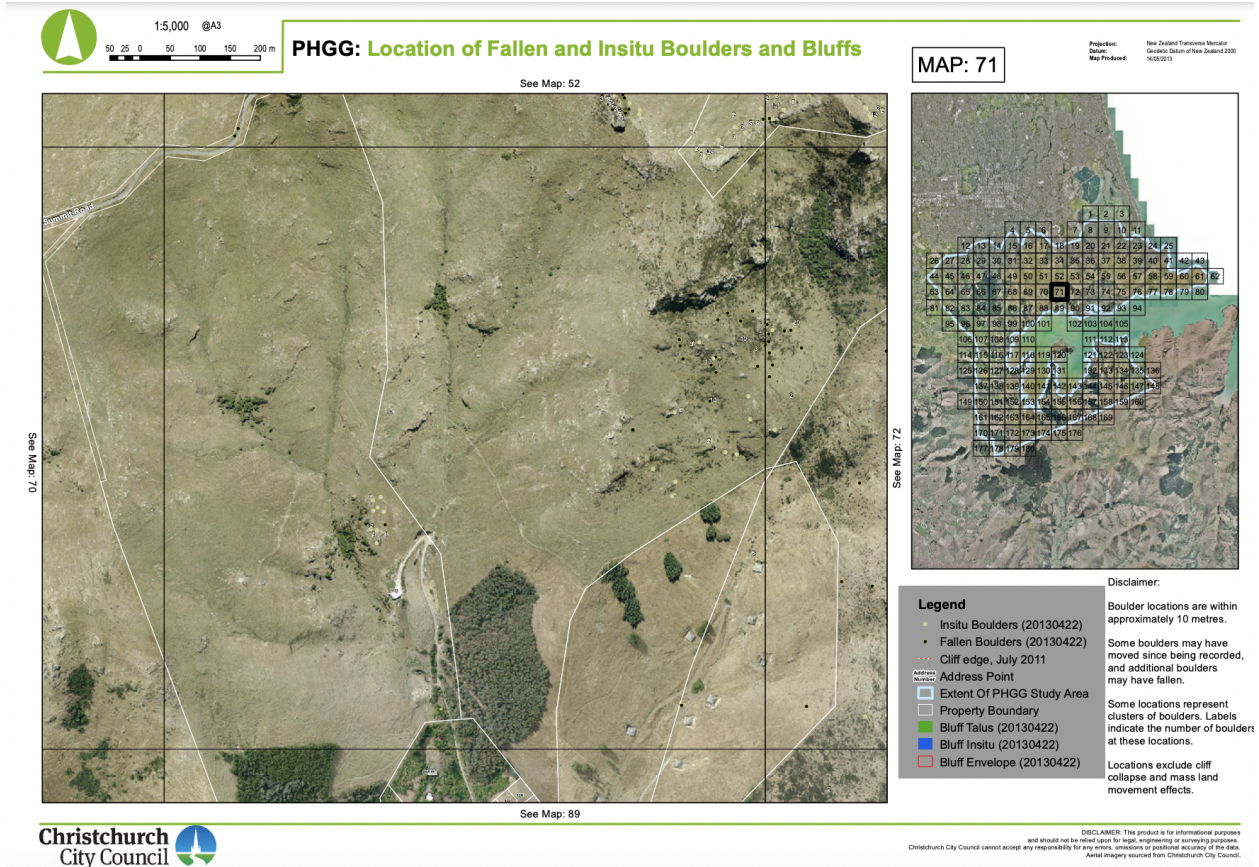 1:5,000 @A3
50 25 0 50 100 150 200 m
PHGG: Location of Fallen and Insitu Boulders and Bluffs
MAP: 71
Projection: New Zealand Transverse Mercator
Datum: Geodetic Datum of New Zealand 2000
Map Produced: 14/05/2013
See Map: 52
Summit Road
See Map: 70
See Map: 72
See Map: 89
1 2 3
4 5 6 7 8 9 10 11
12 13 14 15 16 17 18 19 20 21 22 23 24 25
26 27 28 29 30 31 32 33 34 35 36 37 38 39 40 41 42 43
44 45 46 47 48 49 50 51 52 53 54 55 56 57 58 59 60 61 62
63 64 65 66 67 68 69 70 71 72 73 74 75 76 77 78 79 80
81 82 83 84 85 86 87 88 89 90 91 92 93 94
95 96 97 98 99 100 101 102 103 104 105
106 107 108 109 110 111 112 113
114 115 116 117 118 119 120 121 122 123 124
125 126 127 128 129 130 131 132 133 134 135 136
137 138 139 140 141 142 143 144 145 146 147 148
149 150 151 152 153 154 155 156 157 158 159 160
161 162 163 164 165 166 167 168 169
170 171 172 173 174 175 176
177 178 179 180
Legend
Insitu Boulders (20130422)
Fallen Boulders (20130422)
Cliff edge, July 2011
Address Number Address Point
Extent Of PHGG Study Area
Property Boundary
Bluff Talus (20130422)
Bluff Insitu (20130422)
Bluff Envelope (20130422)
Disclaimer:
Boulder locations are within
approximately 10 metres.
Some boulders may have
moved since being recorded,
and additional boulders
may have fallen.
Some locations represent
clusters of boulders. Labels
indicate the number of boulders
at these locations.
Locations exclude cliff
collapse and mass land
movement effects.
Christchurch
City Council
DISCLAIMER: This product is for informational purposes
and should not be relied upon for legal, engineering or surveying purposes.
Christchurch City Council cannot accept any responsibility for any errors, omissions or positional accuracy of the data.
Aerial imagery sourced from Christchurch City Council.